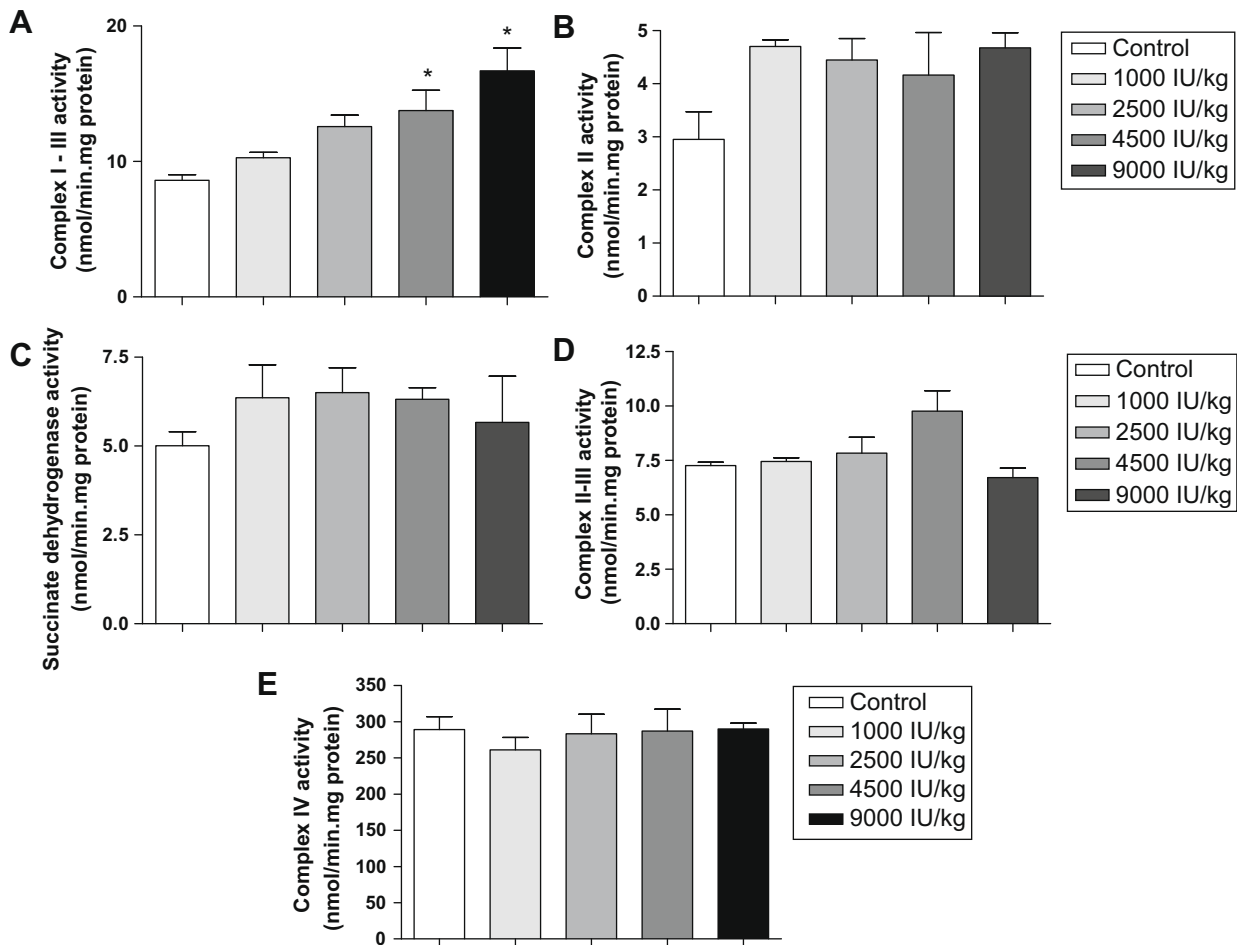 A
Complex I - III activity
(nmol/min.mg protein)
20
10
0
*
*
B
Complex II activity
(nmol/min.mg protein)
5
4
3
2
1
0
Control
1000 IU/kg
2500 IU/kg
4500 IU/kg
9000 IU/kg
C
Succinate dehydrogenase activity
(nmol/min.mg protein)
7.5
5.0
2.5
0.0
D
Complex II-III activity
(nmol/min.mg protein)
12.5
10.0
7.5
5.0
2.5
0.0
Control
1000 IU/kg
2500 IU/kg
4500 IU/kg
9000 IU/kg
E
Complex IV activity
(nmol/min.mg protein)
350
300
250
200
150
100
50
0
Control
1000 IU/kg
2500 IU/kg
4500 IU/kg
9000 IU/kg